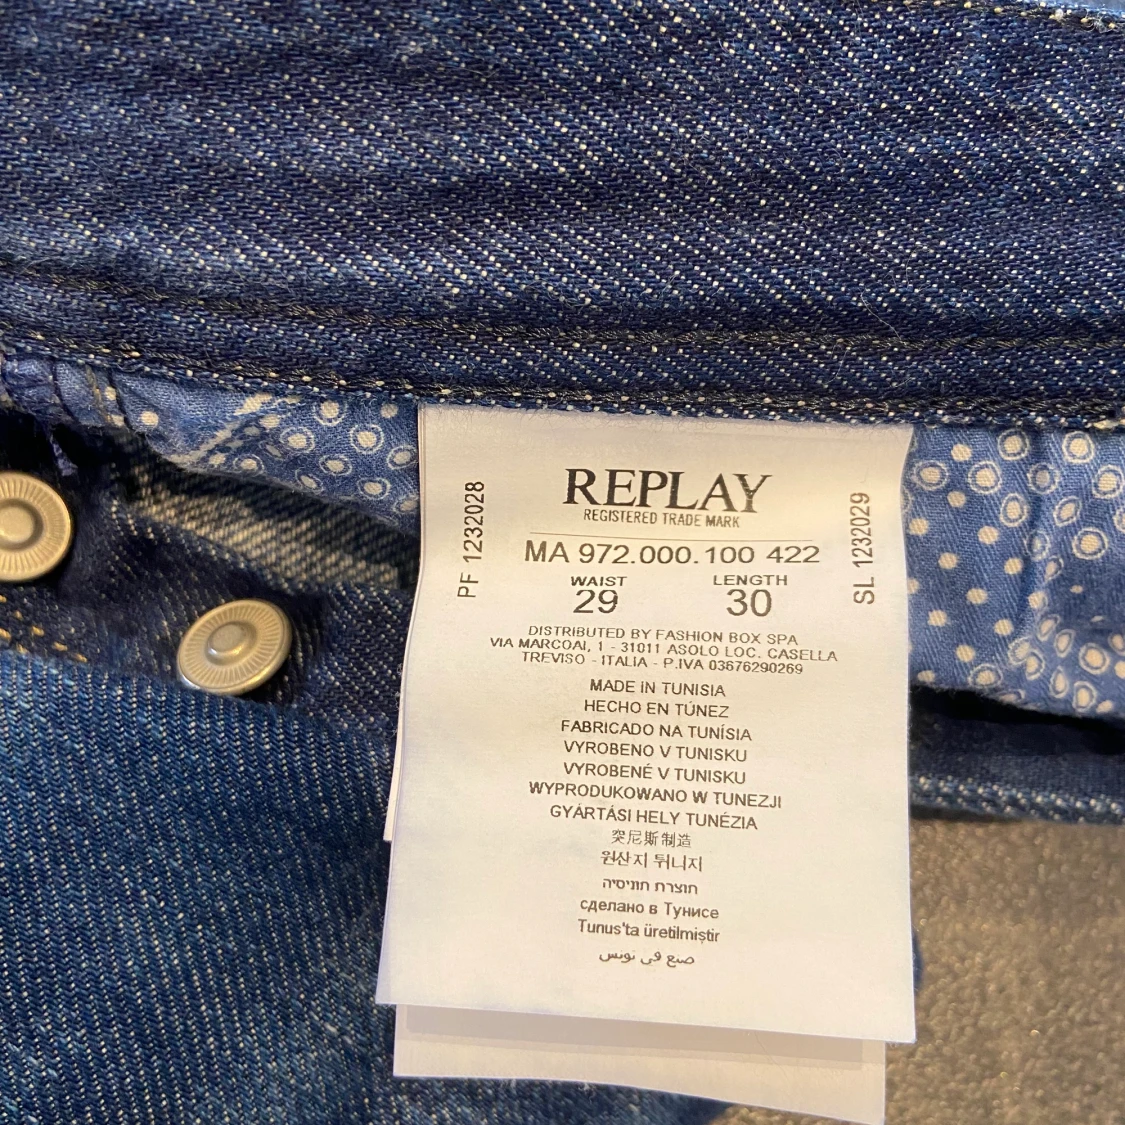 REPLAY
REGISTERED TRADE MARK
PF 1232028
SL 1232029
MA 972.000.100 422
WAIST LENGTH
29 30
DISTRIBUTED BY FASHION BOX SPA
VIA MARCOAI, 1 - 31011 ASOLO LOC. CASELLA
TREVISO - ITALIA - P.IVA 03676290269
MADE IN TUNISIA
HECHO EN TÚNEZ
FABRICADO NA TUNÍSIA
VYROBENO V TUNISKU
VYROBENÉ V TUNISKU
WYPRODUKOWANO W TUNEZJI
GYÁRTÁSI HELY TUNÉZIA
突尼斯制造
원산지 튀니지
תוצרת תוניסיה
сделано в Тунисе
Tunus'ta üretilmiştir
صنع في تونس